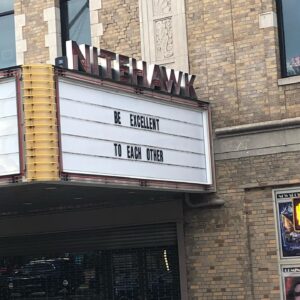 NITEHAWK
BE EXCELLENT
TO EACH OTHER